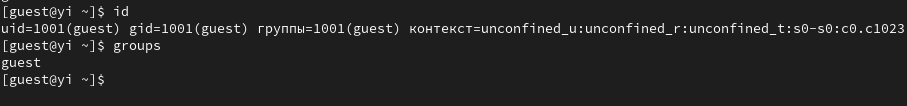 [guest@yi ~]$ id
uid=1001(guest) gid=1001(guest) группы=1001(guest) контекст=unconfined_u:unconfined_r:unconfined_t:s0-s0:c0.c1023
[guest@yi ~]$ groups
guest
[guest@yi ~]$